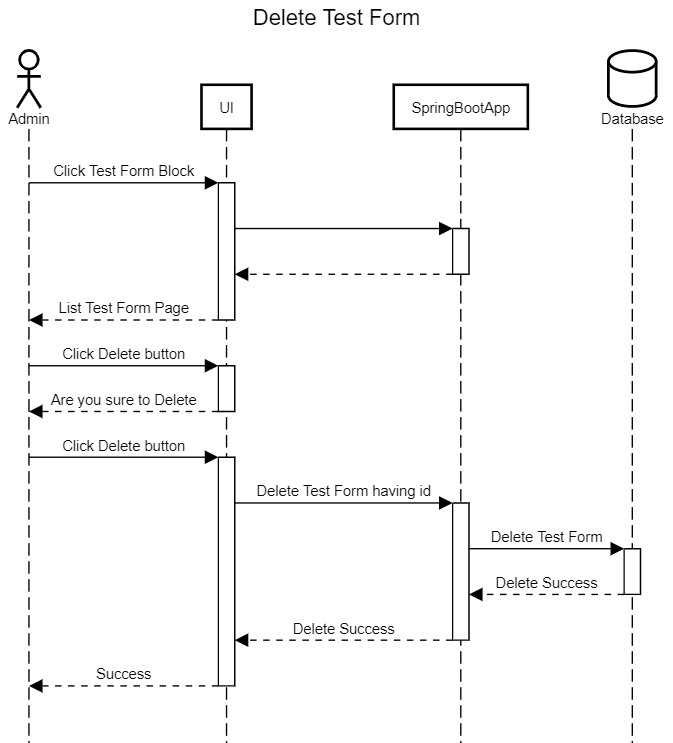 Delete Test Form
UI
SpringBootApp
Admin
Database
Click Test Form Block
List Test Form Page
Click Delete button
Are you sure to Delete
Click Delete button
Delete Test Form having id
Delete Test Form
Delete Success
Delete Success
Success